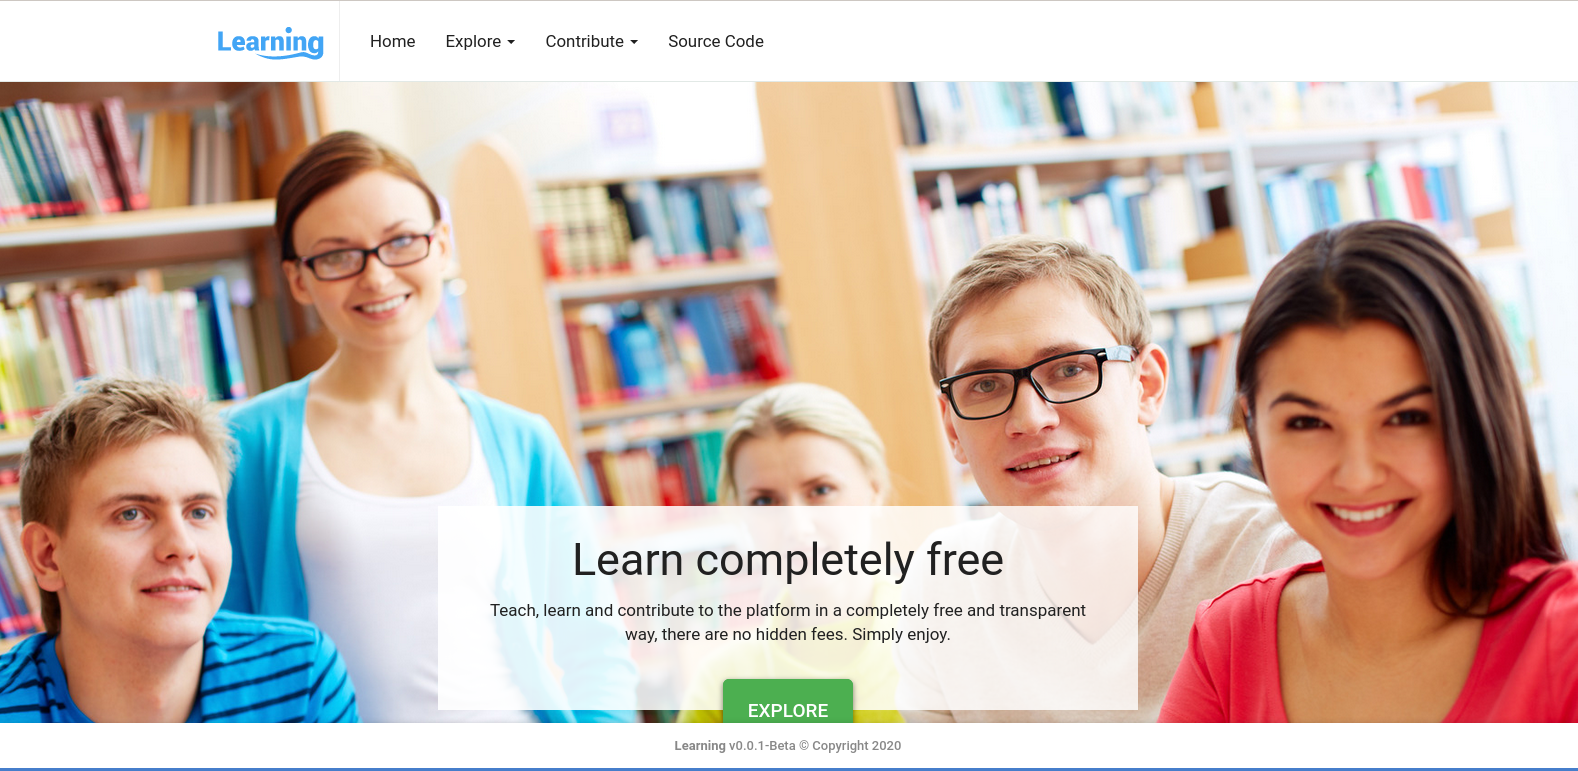 Learning
Home Explore Contribute Source Code
Learn completely free
Teach, learn and contribute to the platform in a completely free and transparent
way, there are no hidden fees. Simply enjoy.
EXPLORE
Learning v0.0.1-Beta © Copyright 2020